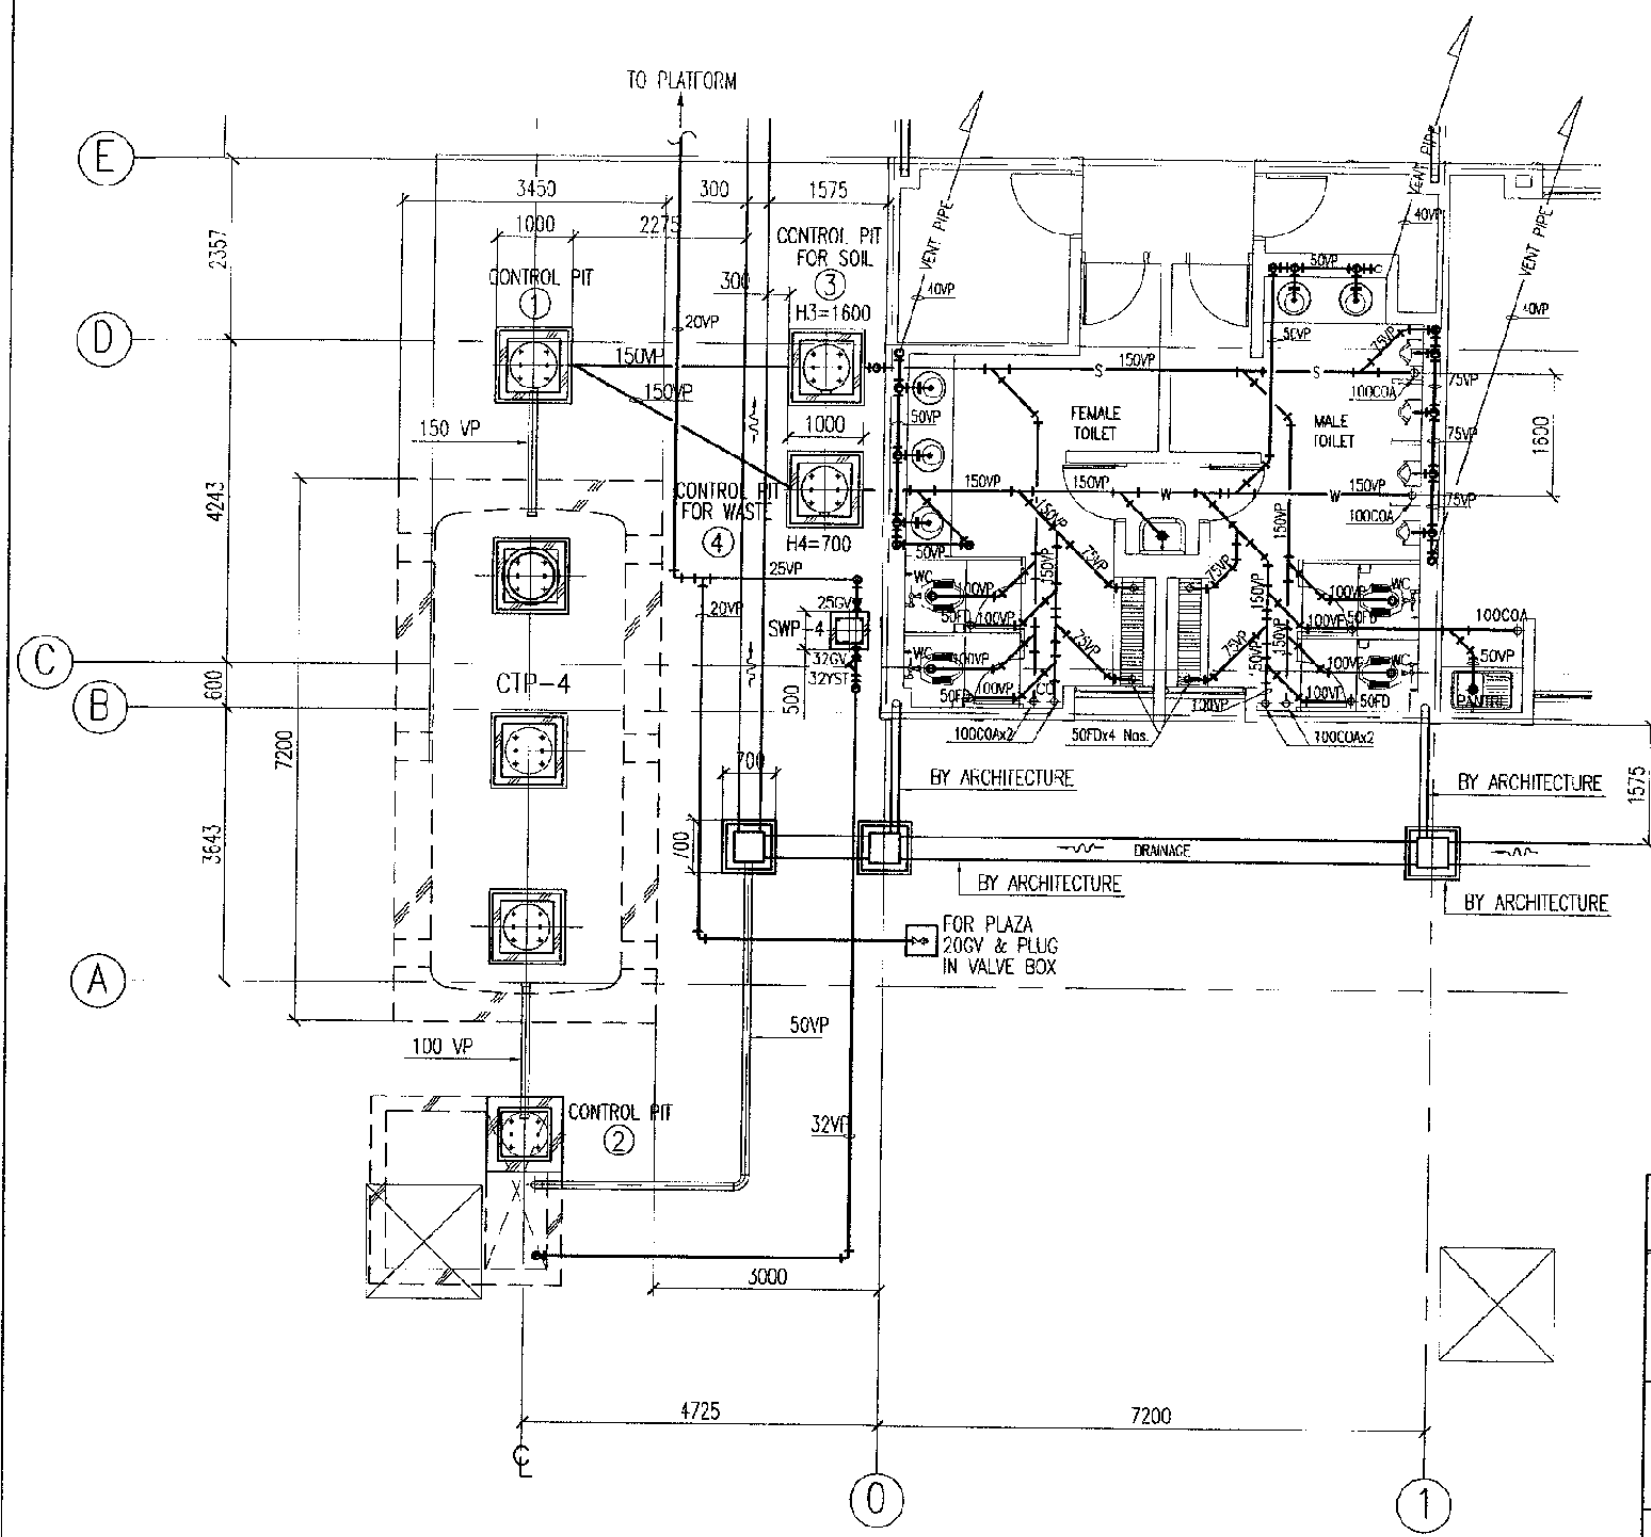 TO PLATFORM
E
3450
300
1575
VENT PIPE
VENT PIPE
VENT PIPE
1000
2275
CONTROL PIT
FOR SOIL
3
H3=1600
40VP
50VP
40VP
40VP
2357
CONTROL PIT
1
300
D
20VP
150VP
150VP
150VP
S
S
50VP
75VP
75VP
100COA
1000
50VP
FEMALE
TOILET
MALE
TOILET
75VP
1600
150 VP
4243
CONTROL PIT
FOR WASTE
4
H4=700
150VP
150VP
W
W
150VP
75VP
100COA
150VP
150VP
50VP
25VP
75VP
75VP
150VP
150VP
WC
100VP
100VP
WC
20VP
25GV
SWP-4
50FD
100VP
100VP
50FD
100COA
C
32GV
32YST
WC
100VP
75VP
75VP
50VP
150VP
100VP
WC
50VP
600
CTP-4
500
50FD
100VP
CO
100VP
100VP
50FD
PANTRY
B
100COAx2
50FDx4 Nos.
100COAx2
7200
700
BY ARCHITECTURE
BY ARCHITECTURE
1575
3643
700
DRAINAGE
BY ARCHITECTURE
BY ARCHITECTURE
FOR PLAZA
20GV & PLUG
IN VALVE BOX
A
50VP
100 VP
CONTROL PIT
2
32VP
3000
4725
7200
CL
0
1